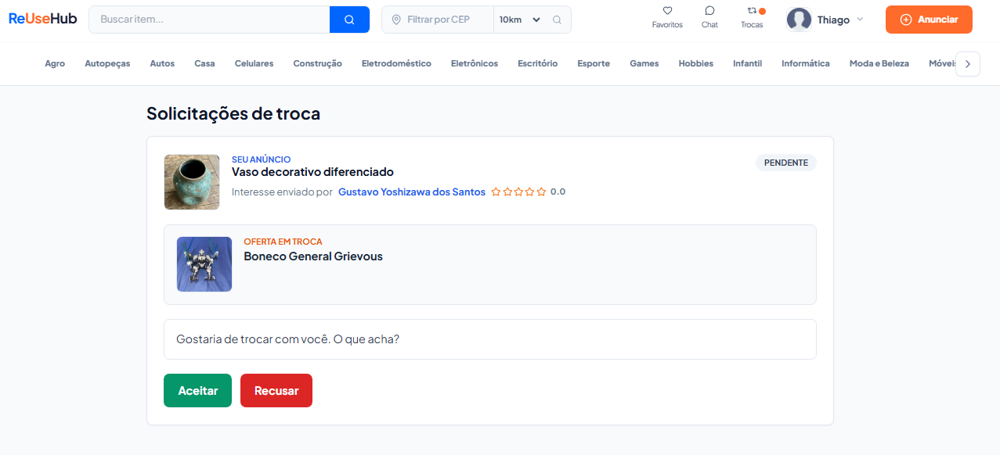 ReUseHub
Buscar item...
Filtrar por CEP
10km
Favoritos
Chat
Trocas
Thiago
Anunciar
Agro Autopeças Autos Casa Celulares Construção Eletrodoméstico Eletrônicos Escritório Esporte Games Hobbies Infantil Informática Moda e Beleza Móveis
Solicitações de troca
SEU ANÚNCIO
Vaso decorativo diferenciado
PENDENTE
Interesse enviado por Gustavo Yoshizawa dos Santos 0.0
OFERTA EM TROCA
Boneco General Grievous
Gostaria de trocar com você. O que acha?
Aceitar Recusar